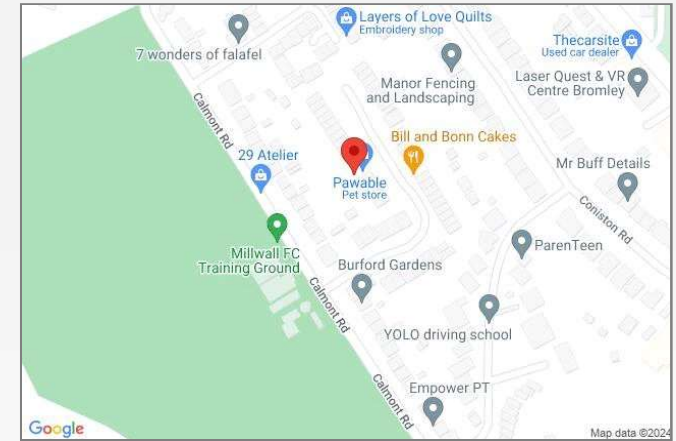 Layers of Love Quilts
Embroidery shop
7 wonders of falafel
Thecarsite
Used car dealer
Manor Fencing
and Landscaping
Laser Quest & VR
Centre Bromley
Calmont Rd
Bill and Bonn Cakes
29 Atelier
Mr Buff Details
Pawable
Pet store
Coniston Rd
Millwall FC
Training Ground
ParenTeen
Burford Gardens
Calmont Rd
YOLO driving school
Empower PT
Calmont Rd
Google
Map data ©2024